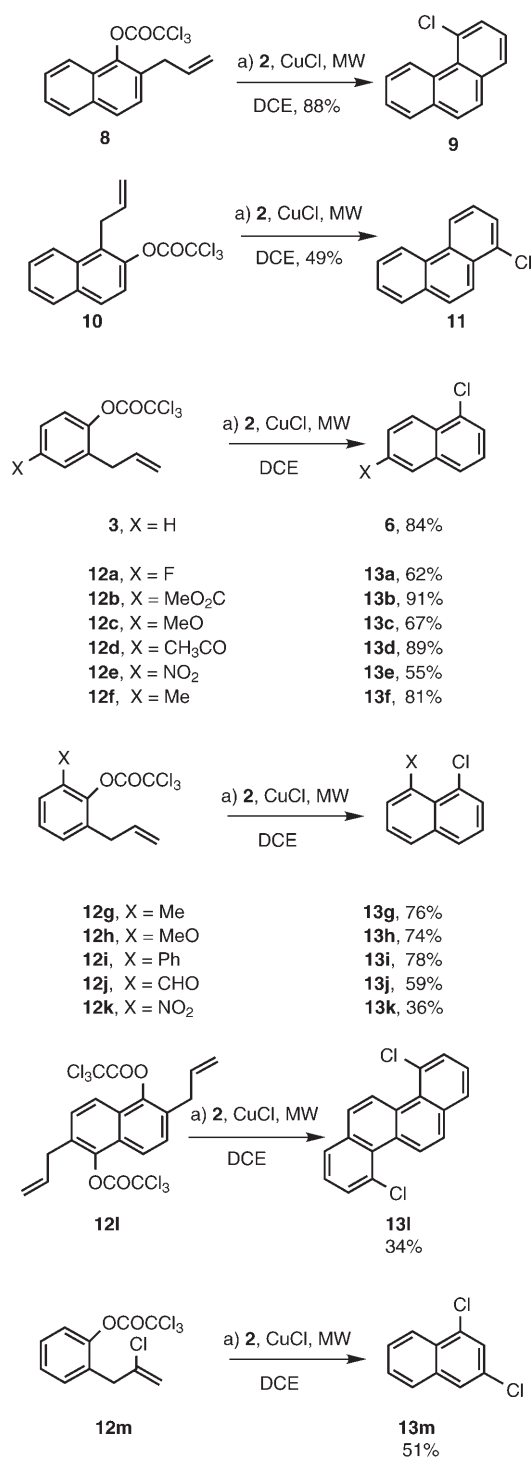 OCOCCl3
Cl
a) 2, CuCl, MW
DCE, 88%
8
9
a) 2, CuCl, MW
OCOCCl3
DCE, 49%
Cl
10
11
OCOCCl3
Cl
a) 2, CuCl, MW
DCE
X
X
3, X = H
6, 84%
12a, X = F
13a, 62%
12b, X = MeO2C
13b, 91%
12c, X = MeO
13c, 67%
12d, X = CH3CO
13d, 89%
12e, X = NO2
13e, 55%
12f, X = Me
13f, 81%
X
OCOCCl3
X
Cl
a) 2, CuCl, MW
DCE
12g, X = Me
13g, 76%
12h, X = MeO
13h, 74%
12i, X = Ph
13i, 78%
12j, X = CHO
13j, 59%
12k, X = NO2
13k, 36%
Cl3CCOO
Cl
a) 2, CuCl, MW
DCE
OCOCCl3
Cl
12l
13l
34%
OCOCCl3
Cl
Cl
a) 2, CuCl, MW
DCE
Cl
12m
13m
51%